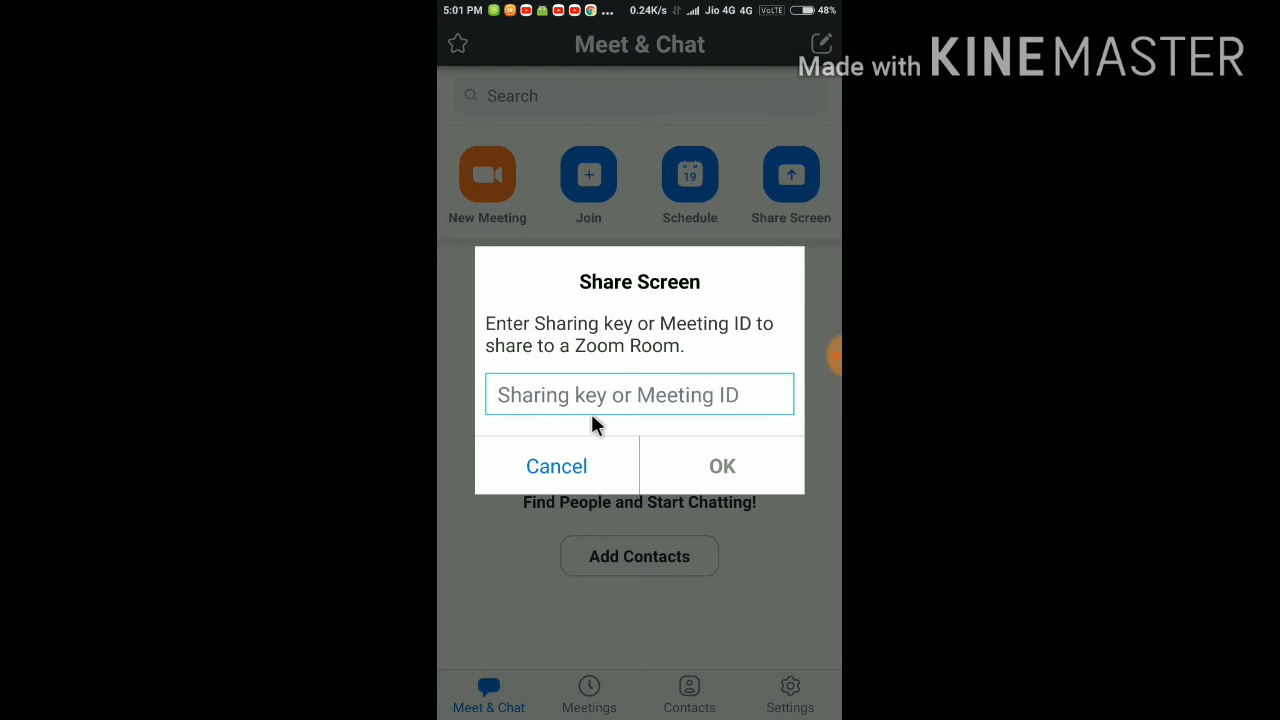 5:01 PM ... 0.24K/s Jio 4G 4G VoLTE 48%
Meet & Chat
Made with KINEMASTER
Search
19
New Meeting Join Schedule Share Screen
Share Screen
Enter Sharing key or Meeting ID to
share to a Zoom Room.
Sharing key or Meeting ID
Cancel OK
Find People and Start Chatting!
Add Contacts
Meet & Chat Meetings Contacts Settings